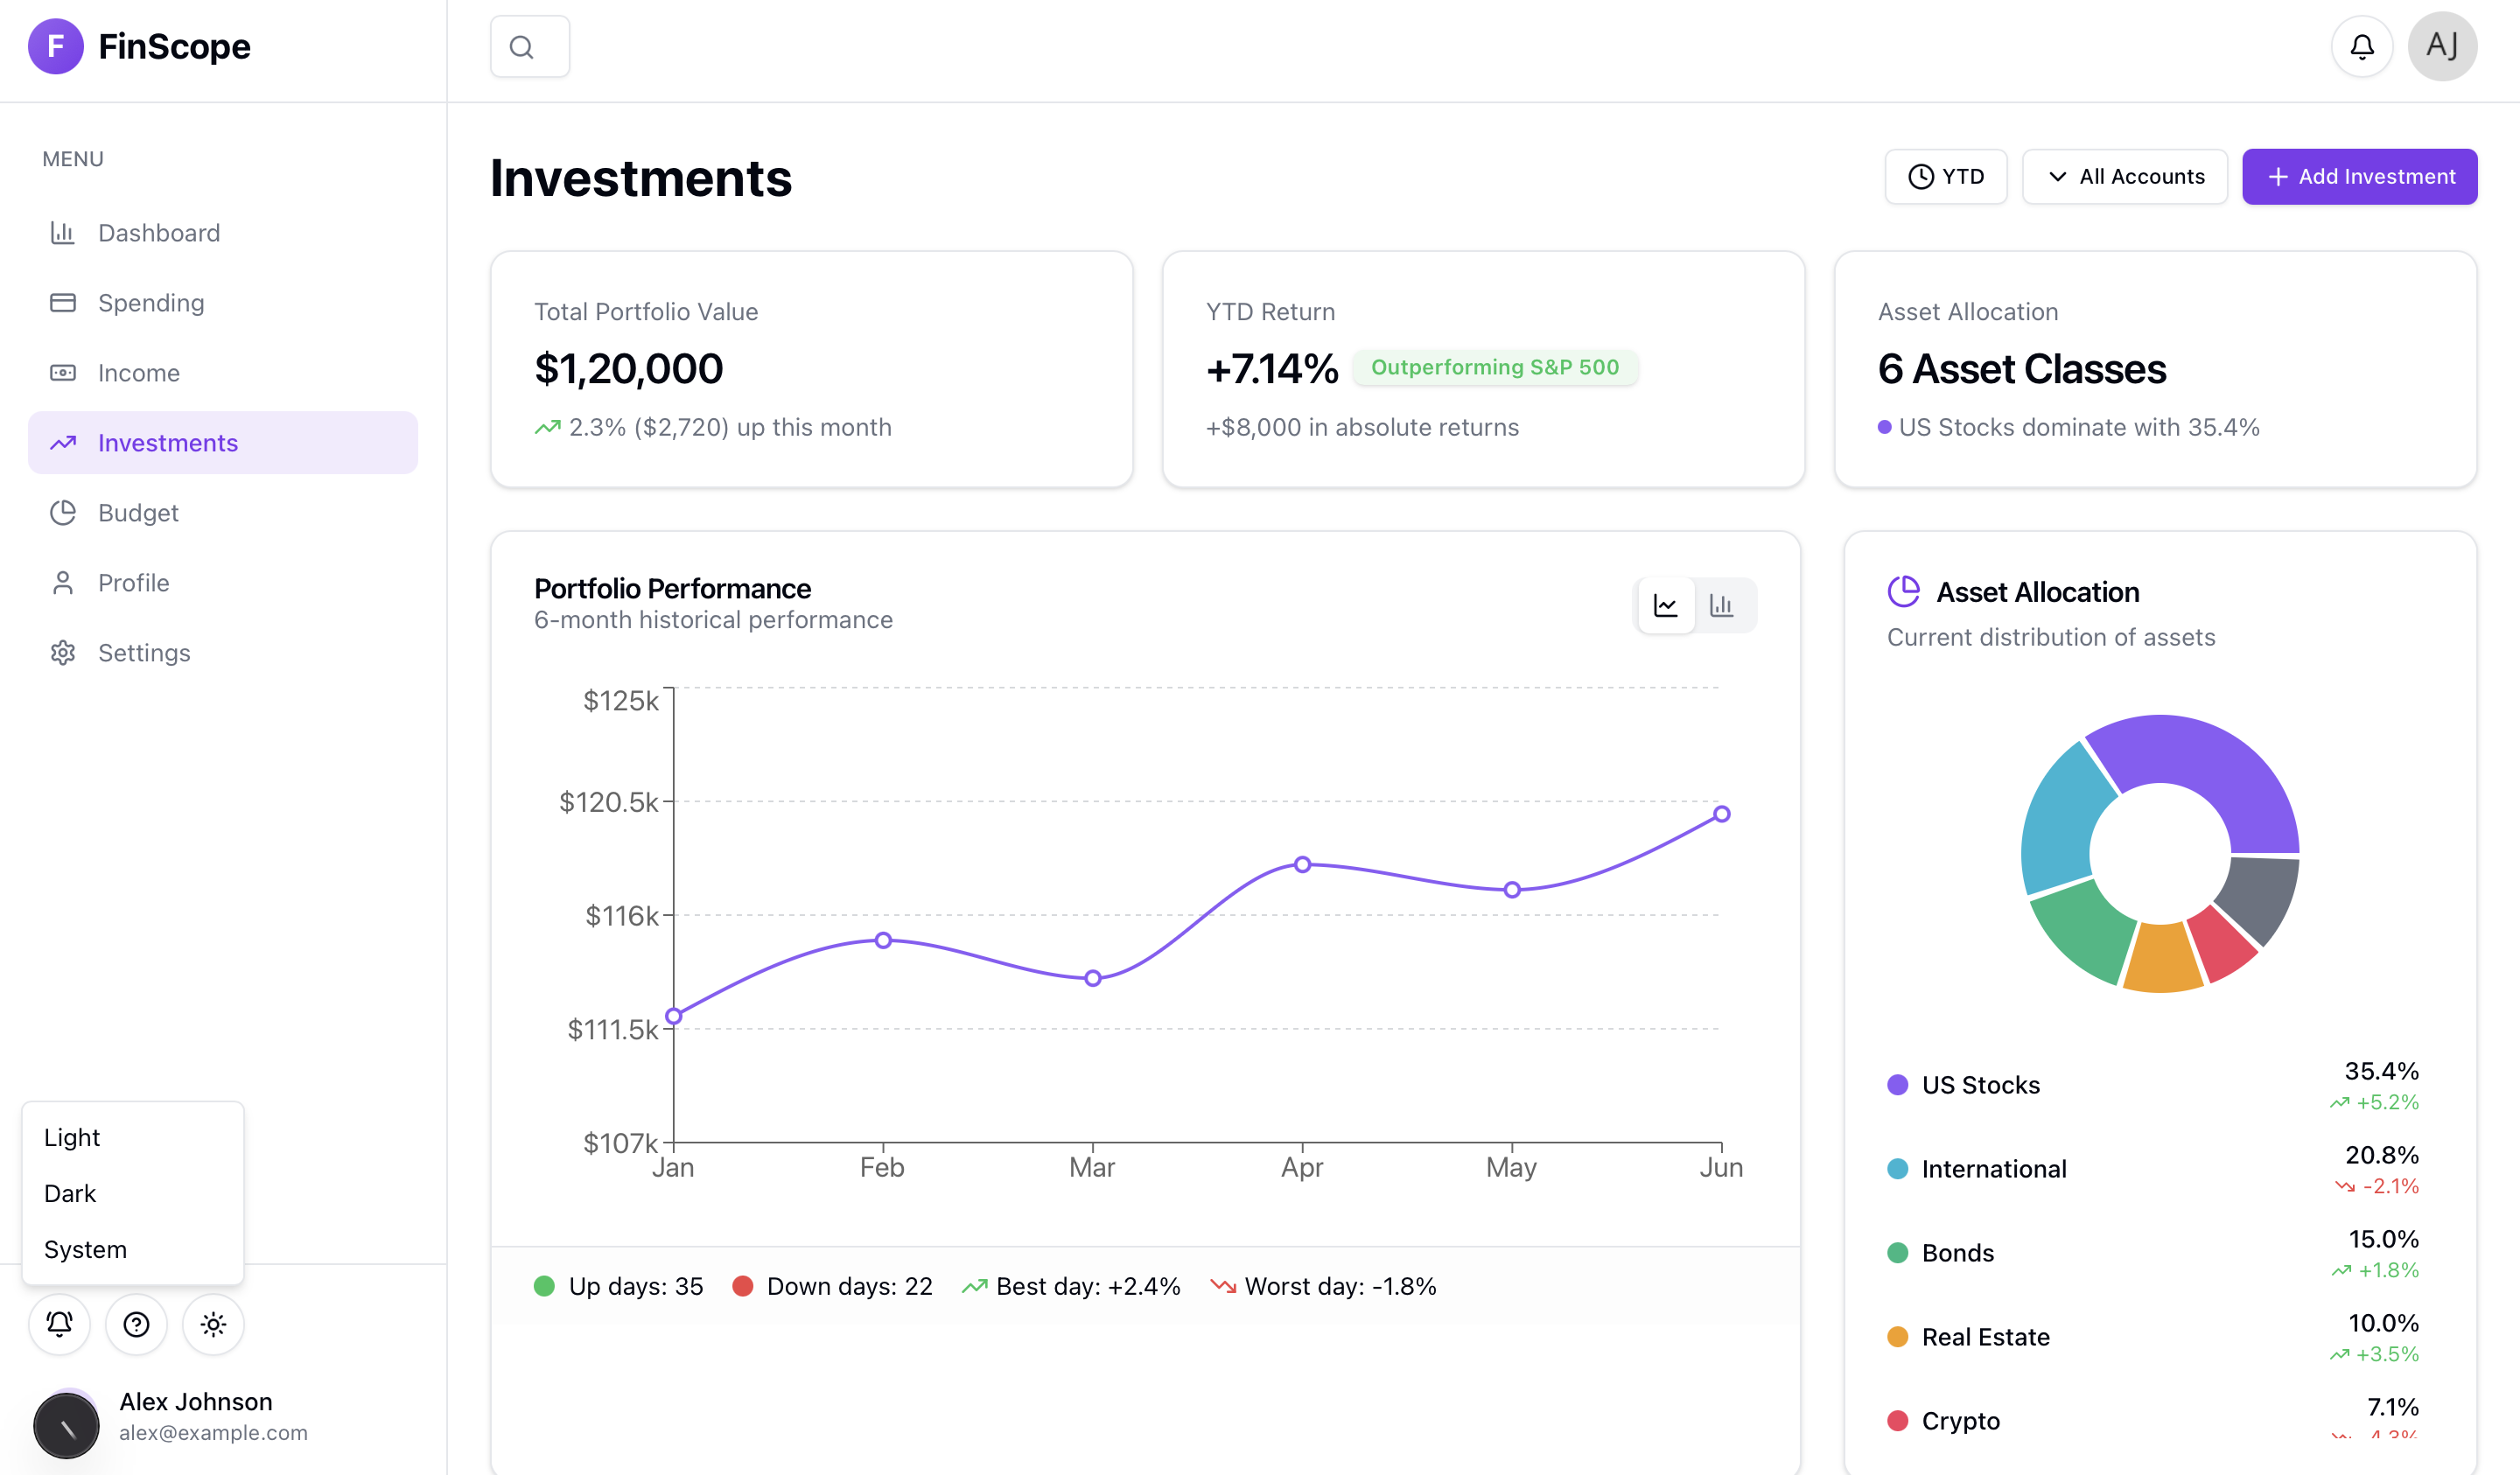 F FinScope
AJ
MENU
Dashboard
Spending
Income
Investments
Budget
Profile
Settings
Light
Dark
System
Alex Johnson
alex@example.com
Investments
YTD
All Accounts
Add Investment
Total Portfolio Value
$1,20,000
2.3% ($2,720) up this month
YTD Return
+7.14% Outperforming S&P 500
+$8,000 in absolute returns
Asset Allocation
6 Asset Classes
US Stocks dominate with 35.4%
Portfolio Performance
6-month historical performance
$125k
$120.5k
$116k
$111.5k
$107k
Jan Feb Mar Apr May Jun
Up days: 35 Down days: 22 Best day: +2.4% Worst day: -1.8%
Asset Allocation
Current distribution of assets
US Stocks 35.4%
+5.2%
International 20.8%
-2.1%
Bonds 15.0%
+1.8%
Real Estate 10.0%
+3.5%
Crypto 7.1%